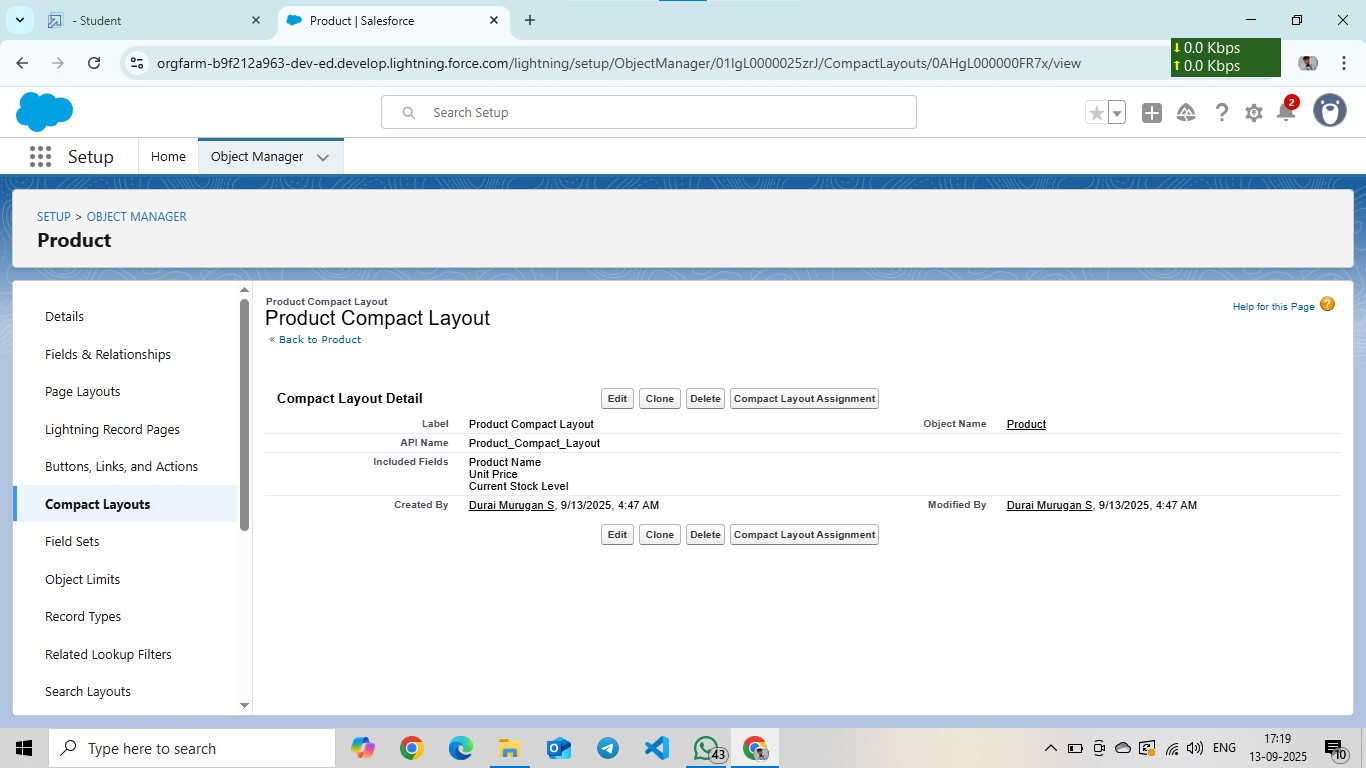 - Student
Product | Salesforce
orgfarm-b9f212a963-dev-ed.develop.lightning.force.com/lightning/setup/ObjectManager/01IgL0000025zrJ/CompactLayouts/0AHgL000000FR7x/view
0.0 Kbps
0.0 Kbps
Search Setup
2
Setup
Home
Object Manager
SETUP > OBJECT MANAGER
Product
Details
Fields & Relationships
Page Layouts
Lightning Record Pages
Buttons, Links, and Actions
Compact Layouts
Field Sets
Object Limits
Record Types
Related Lookup Filters
Search Layouts
Product Compact Layout
Product Compact Layout
« Back to Product
Help for this Page ?
Compact Layout Detail Edit Clone Delete Compact Layout Assignment
Label Product Compact Layout Object Name Product
API Name Product_Compact_Layout
Included Fields Product Name
Unit Price
Current Stock Level
Created By Durai Murugan S, 9/13/2025, 4:47 AM Modified By Durai Murugan S, 9/13/2025, 4:47 AM
Edit Clone Delete Compact Layout Assignment
Type here to search
43
ENG
17:19
13-09-2025
10